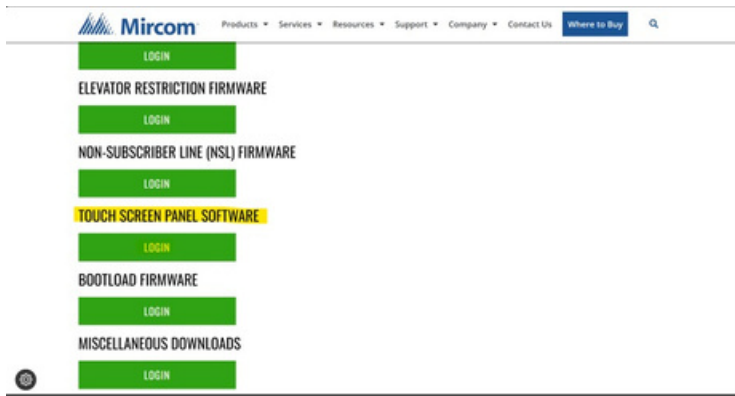 Mircom Products Services Resources Support Company Contact Us Where to Buy
LOGIN
ELEVATOR RESTRICTION FIRMWARE
LOGIN
NON-SUBSCRIBER LINE (NSL) FIRMWARE
LOGIN
TOUCH SCREEN PANEL SOFTWARE
LOGIN
BOOTLOAD FIRMWARE
LOGIN
MISCELLANEOUS DOWNLOADS
LOGIN